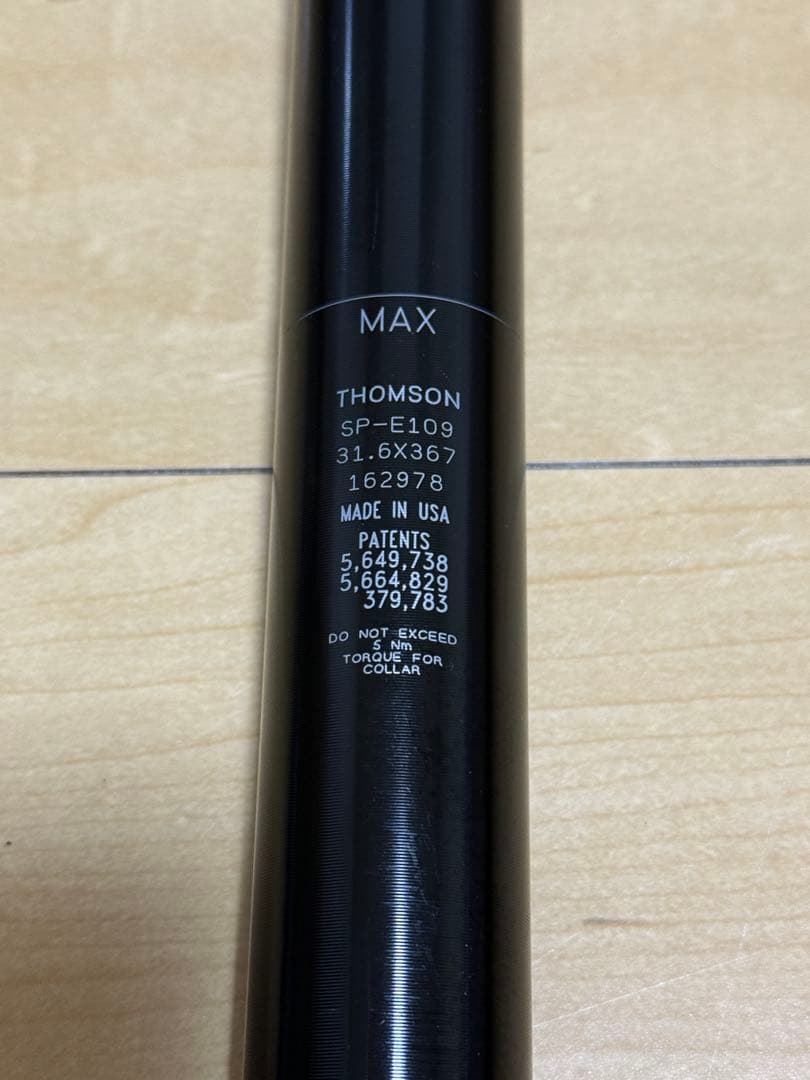 MAX
THOMSON
SP-E109
31.6X367
162978
MADE IN USA
PATENTS
5,649,738
5,664,829
379,783
DO NOT EXCEED
5 Nm
TORQUE FOR
COLLAR